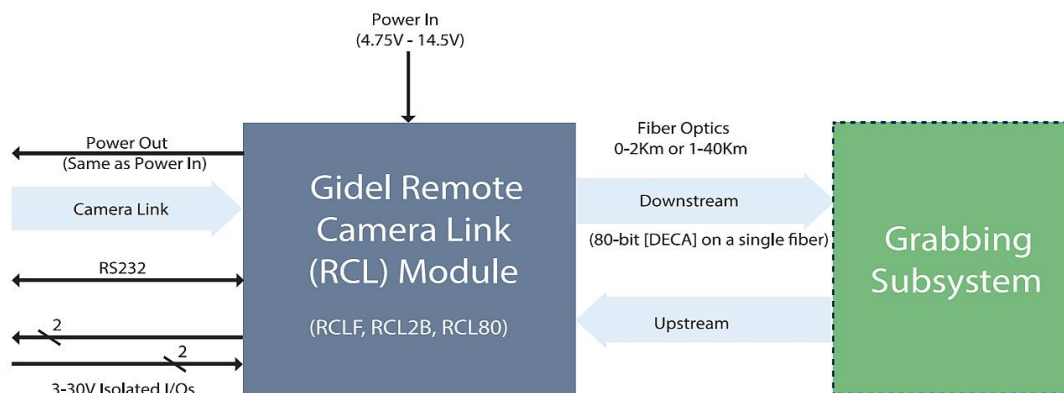 Power In
(4.75V - 14.5V)
Power Out
(Same as Power In)
Camera Link
RS232
2
2
3-30V Isolated I/Os
Gidel Remote
Camera Link
(RCL) Module
(RCLF, RCL2B, RCL80)
Fiber Optics
0-2Km or 1-40Km
Downstream
(80-bit [DECA] on a single fiber)
Upstream
Grabbing
Subsystem